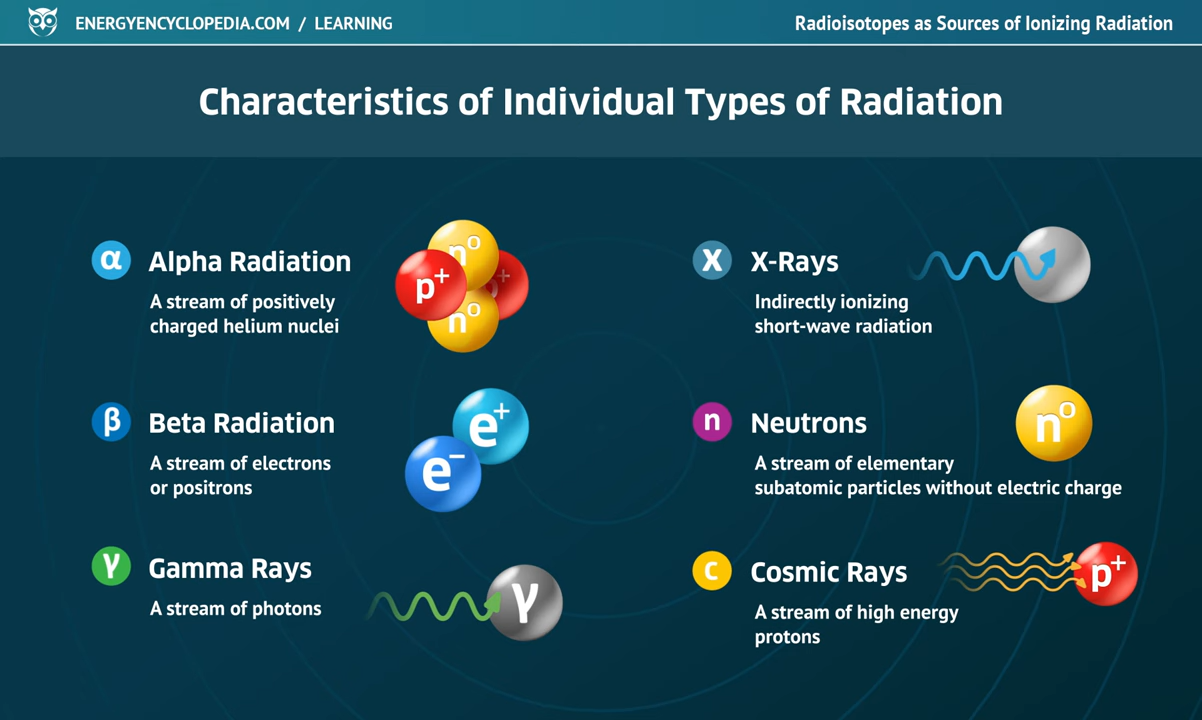 ENERGYENCYCLOPEDIA.COM / LEARNING
Radioisotopes as Sources of Ionizing Radiation
Characteristics of Individual Types of Radiation
α Alpha Radiation
A stream of positively
charged helium nuclei
n⁰
p⁺
p⁺
n⁰
β Beta Radiation
A stream of electrons
or positrons
e⁺
e⁻
γ Gamma Rays
A stream of photons
γ
X X-Rays
Indirectly ionizing
short-wave radiation
n Neutrons
A stream of elementary
subatomic particles without electric charge
n⁰
c Cosmic Rays
A stream of high energy
protons
p⁺